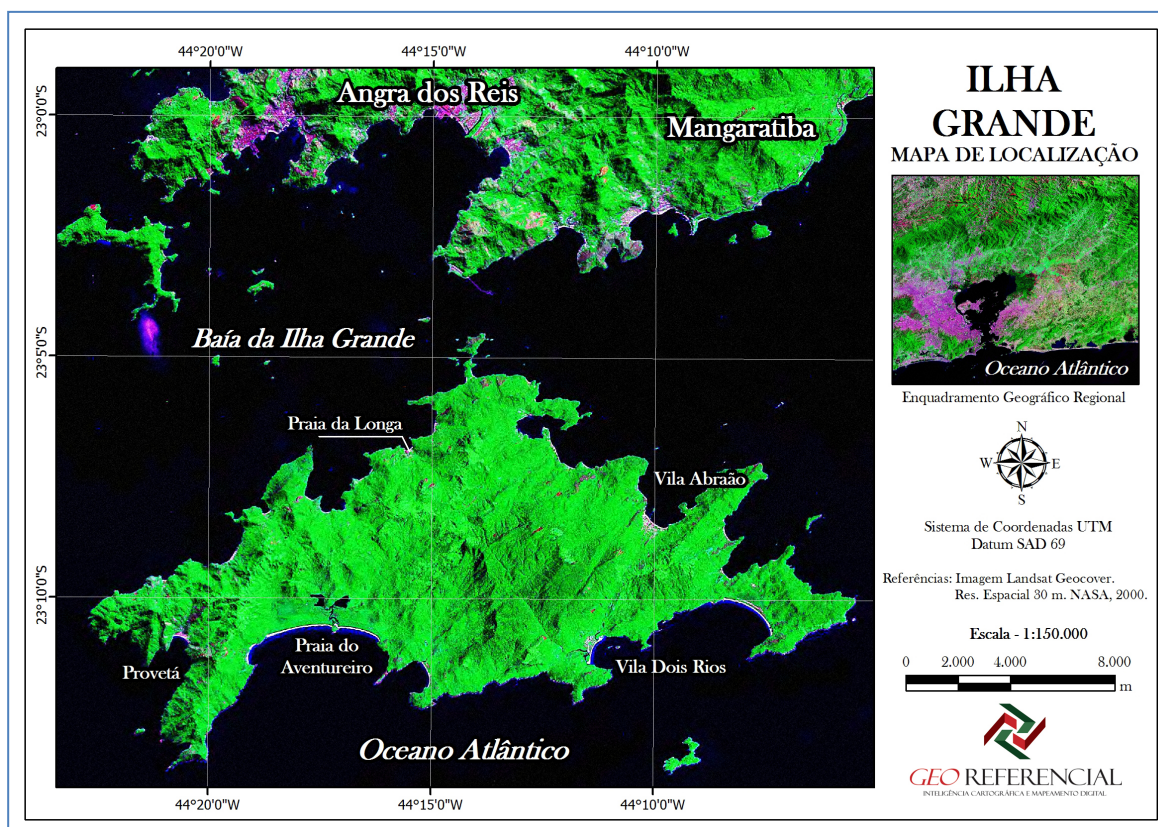 44°20'0"W
44°15'0"W
44°10'0"W
23°0'0"S
23°5'0"S
23°10'0"S
Angra dos Reis
Mangaratiba
Baía da Ilha Grande
Praia da Longa
Vila Abraão
Praia do
Aventureiro
Provetá
Vila Dois Rios
Oceano Atlântico
44°20'0"W
44°15'0"W
44°10'0"W
ILHA
GRANDE
MAPA DE LOCALIZAÇÃO
Oceano Atlântico
Enquadramento Geográfico Regional
N
W
E
S
Sistema de Coordenadas UTM
Datum SAD 69
Referências: Imagem Landsat Geocover.
Res. Espacial 30 m. NASA, 2000.
Escala - 1:150.000
0 2.000 4.000 8.000
m
GEO REFERENCIAL
INTELIGÊNCIA CARTOGRÁFICA E MAPEAMENTO DIGITAL